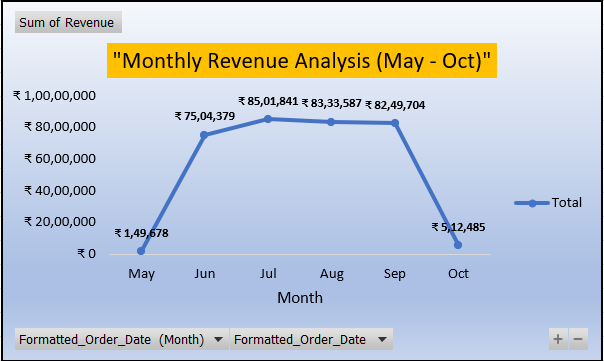 Sum of Revenue
"Monthly Revenue Analysis (May - Oct)"
₹ 1,00,00,000
₹ 80,00,000
₹ 60,00,000
₹ 40,00,000
₹ 20,00,000
₹ 0
₹ 1,49,678
₹ 75,04,379
₹ 85,01,841
₹ 83,33,587
₹ 82,49,704
₹ 5,12,485
Total
May Jun Jul Aug Sep Oct
Month
Formatted_Order_Date (Month) Formatted_Order_Date
+ −